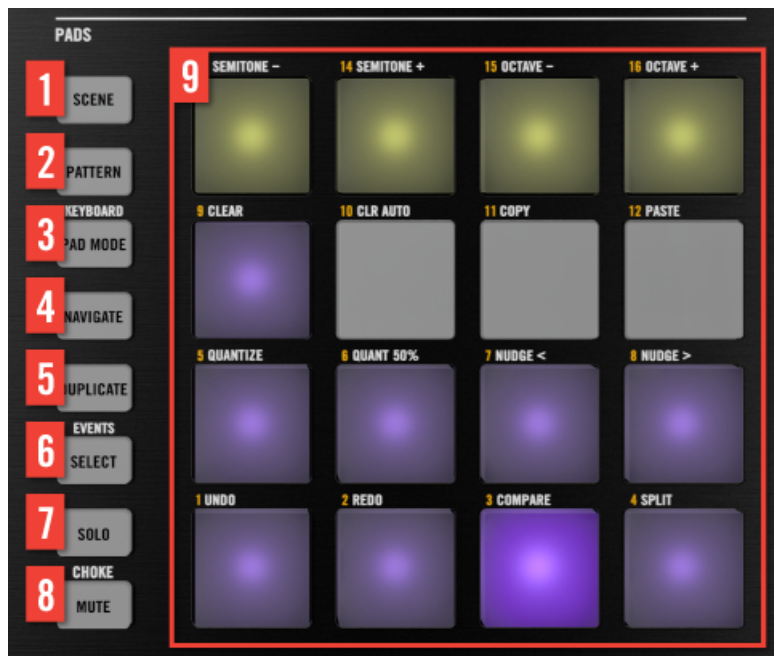 PADS
1 SCENE
2 PATTERN
KEYBOARD
3 PAD MODE
4 NAVIGATE
5 DUPLICATE
EVENTS
6 SELECT
7 SOLO
CHOKE
8 MUTE
9 SEMITONE –
14 SEMITONE +
15 OCTAVE –
16 OCTAVE +
9 CLEAR
10 CLR AUTO
11 COPY
12 PASTE
5 QUANTIZE
6 QUANT 50%
7 NUDGE <
8 NUDGE >
1 UNDO
2 REDO
3 COMPARE
4 SPLIT